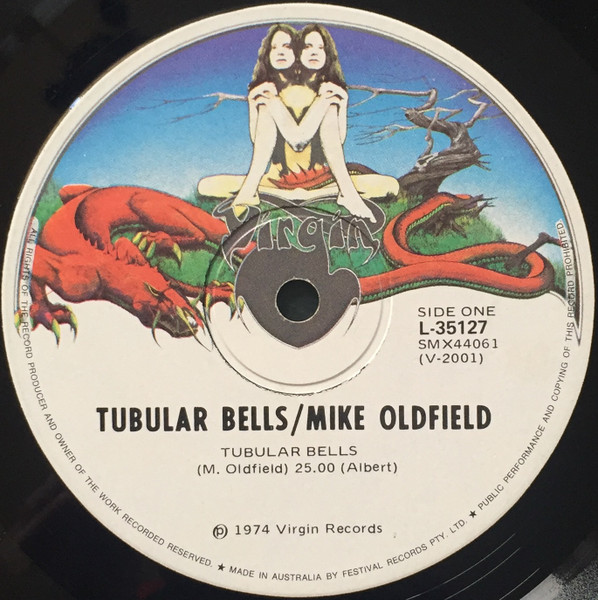 Virgin
SIDE ONE
L-35127
SMX44061
(V-2001)
TUBULAR BELLS/MIKE OLDFIELD
TUBULAR BELLS
(M. Oldfield) 25.00 (Albert)
℗ 1974 Virgin Records
ALL RIGHTS OF THE RECORD PRODUCER AND OWNER OF THE WORK RECORDED RESERVED. ★ MADE IN AUSTRALIA BY FESTIVAL RECORDS PTY. LTD. ★ PUBLIC PERFORMANCE AND COPYING OF THIS RECORD PROHIBITED.